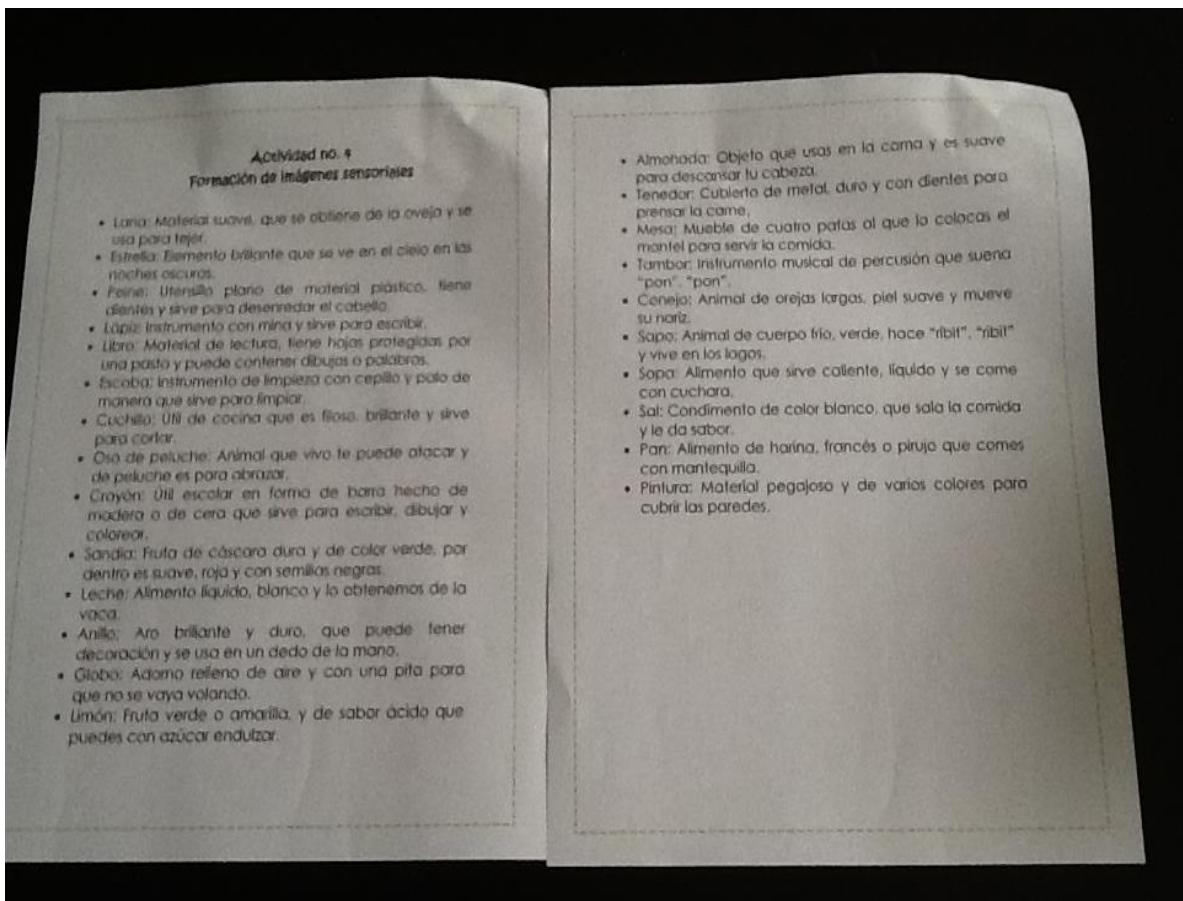 Actividad no. 4
Formación de imágenes sensoriales
• Lana: Material suave, que se obtiene de la oveja y se
usa para tejer.
• Estrella: Elemento brillante que se ve en el cielo en las
noches oscuras.
• Peine: Utensilio plano de material plástico, tiene
dientes y sirve para desenredar el cabello.
• Lápiz: Instrumento con mina y sirve para escribir.
• Libro: Material de lectura, tiene hojas protegidas por
una pasta y puede contener dibujos o palabras.
• Escoba: Instrumento de limpieza con cepillo y palo de
manera que sirve para limpiar.
• Cuchillo: Útil de cocina que es filoso, brillante y sirve
para cortar.
• Oso de peluche: Animal que vivo te puede atacar y
de peluche es para abrazar.
• Crayón: Útil escolar en forma de barra hecho de
madera o de cera que sirve para escribir, dibujar y
colorear.
• Sandía: Fruta de cáscara dura y de color verde, por
dentro es suave, roja y con semillas negras.
• Leche: Alimento líquido, blanco y lo obtenemos de la
vaca.
• Anillo: Aro brillante y duro, que puede tener
decoración y se usa en un dedo de la mano.
• Globo: Adorno relleno de aire y con una pita para
que no se vaya volando.
• Limón: Fruta verde o amarilla, y de sabor ácido que
puedes con azúcar endulzar.
• Almohada: Objeto que usas en la cama y es suave
para descansar tu cabeza.
• Tenedor: Cubierto de metal, duro y con dientes para
prensar la carne.
• Mesa: Mueble de cuatro patas al que le colocas el
mantel para servir la comida.
• Tambor: Instrumento musical de percusión que suena
"pon", "pon".
• Conejo: Animal de orejas largas, piel suave y mueve
su nariz.
• Sapo: Animal de cuerpo frío, verde, hace "ribit", "ribit"
y vive en los lagos.
• Sopa: Alimento que sirve caliente, líquido y se come
con cuchara.
• Sal: Condimento de color blanco, que sala la comida
y le da sabor.
• Pan: Alimento de harina, francés o pirujo que comes
con mantequilla.
• Pintura: Material pegajoso y de varios colores para
cubrir las paredes.